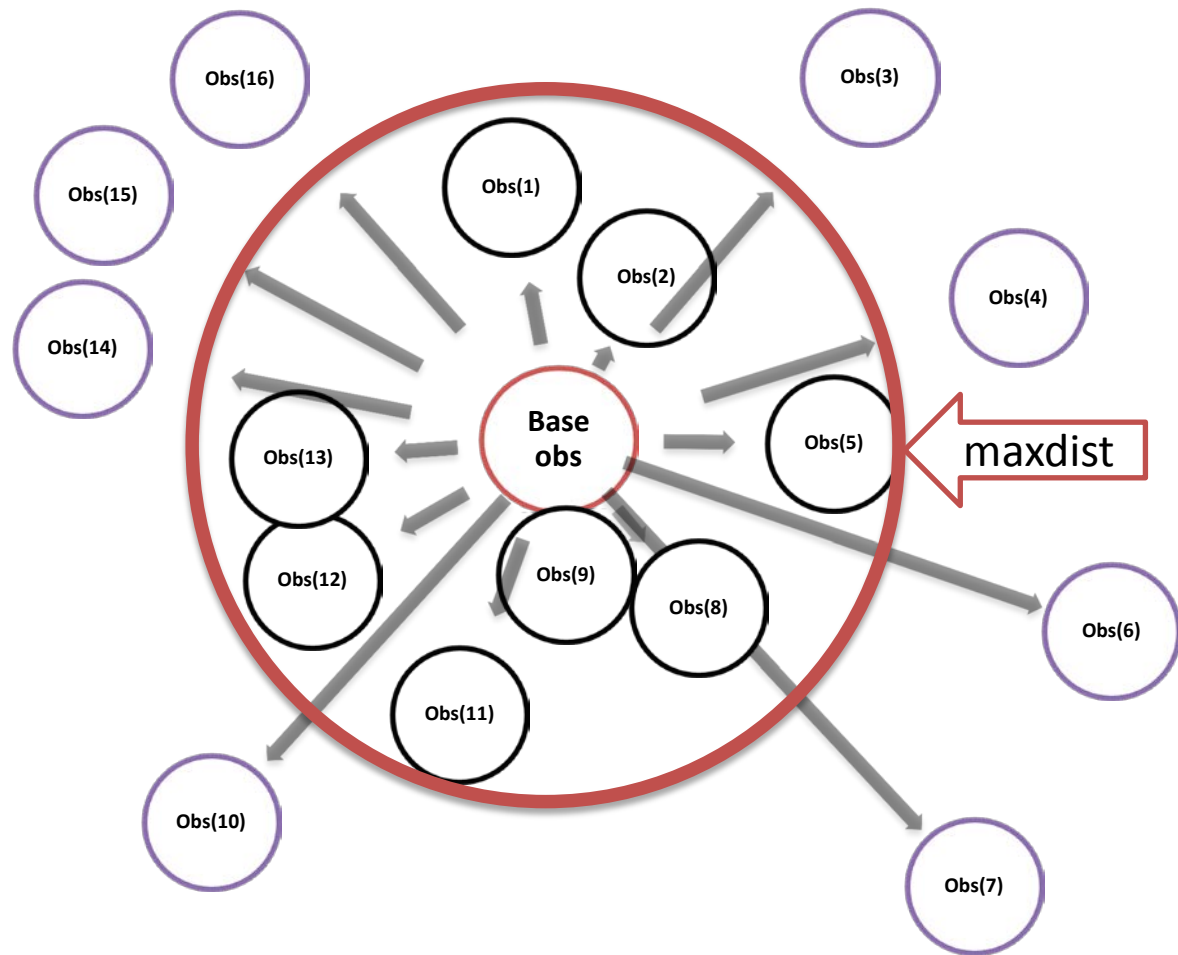 Obs(16)
Obs(3)
Obs(15)
Obs(1)
Obs(2)
Obs(4)
Obs(14)
Base
obs
Obs(5)
maxdist
Obs(13)
Obs(12)
Obs(9)
Obs(8)
Obs(6)
Obs(11)
Obs(10)
Obs(7)